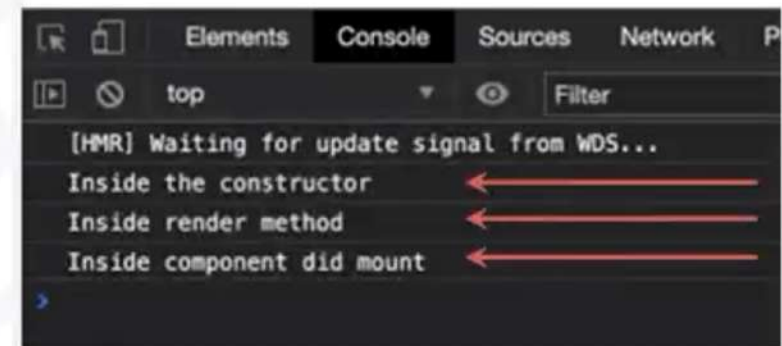 Elements Console Sources Network P
top Filter
[HMR] Waiting for update signal from WDS...
Inside the constructor
Inside render method
Inside component did mount
>